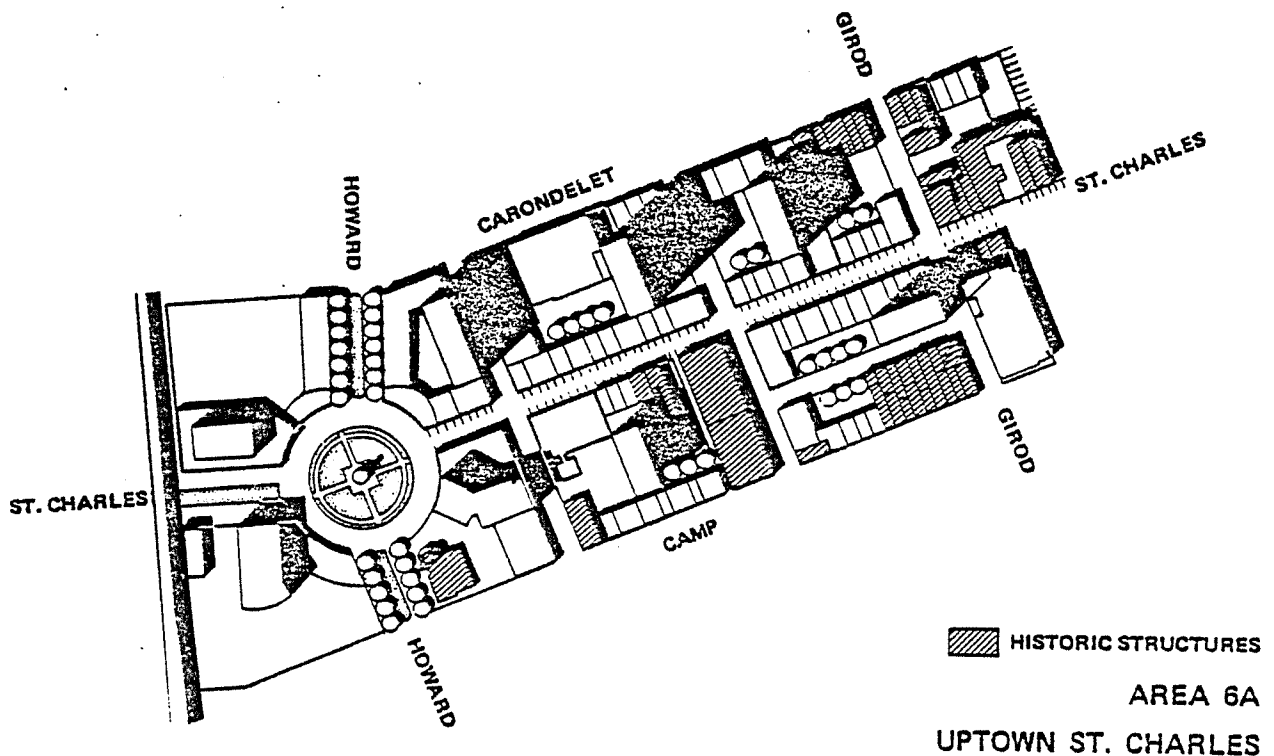 GIROD
ST. CHARLES
CARONDELET
HOWARD
ST. CHARLES
GIROD
CAMP
HOWARD
HISTORIC STRUCTURES
AREA 6A
UPTOWN ST. CHARLES